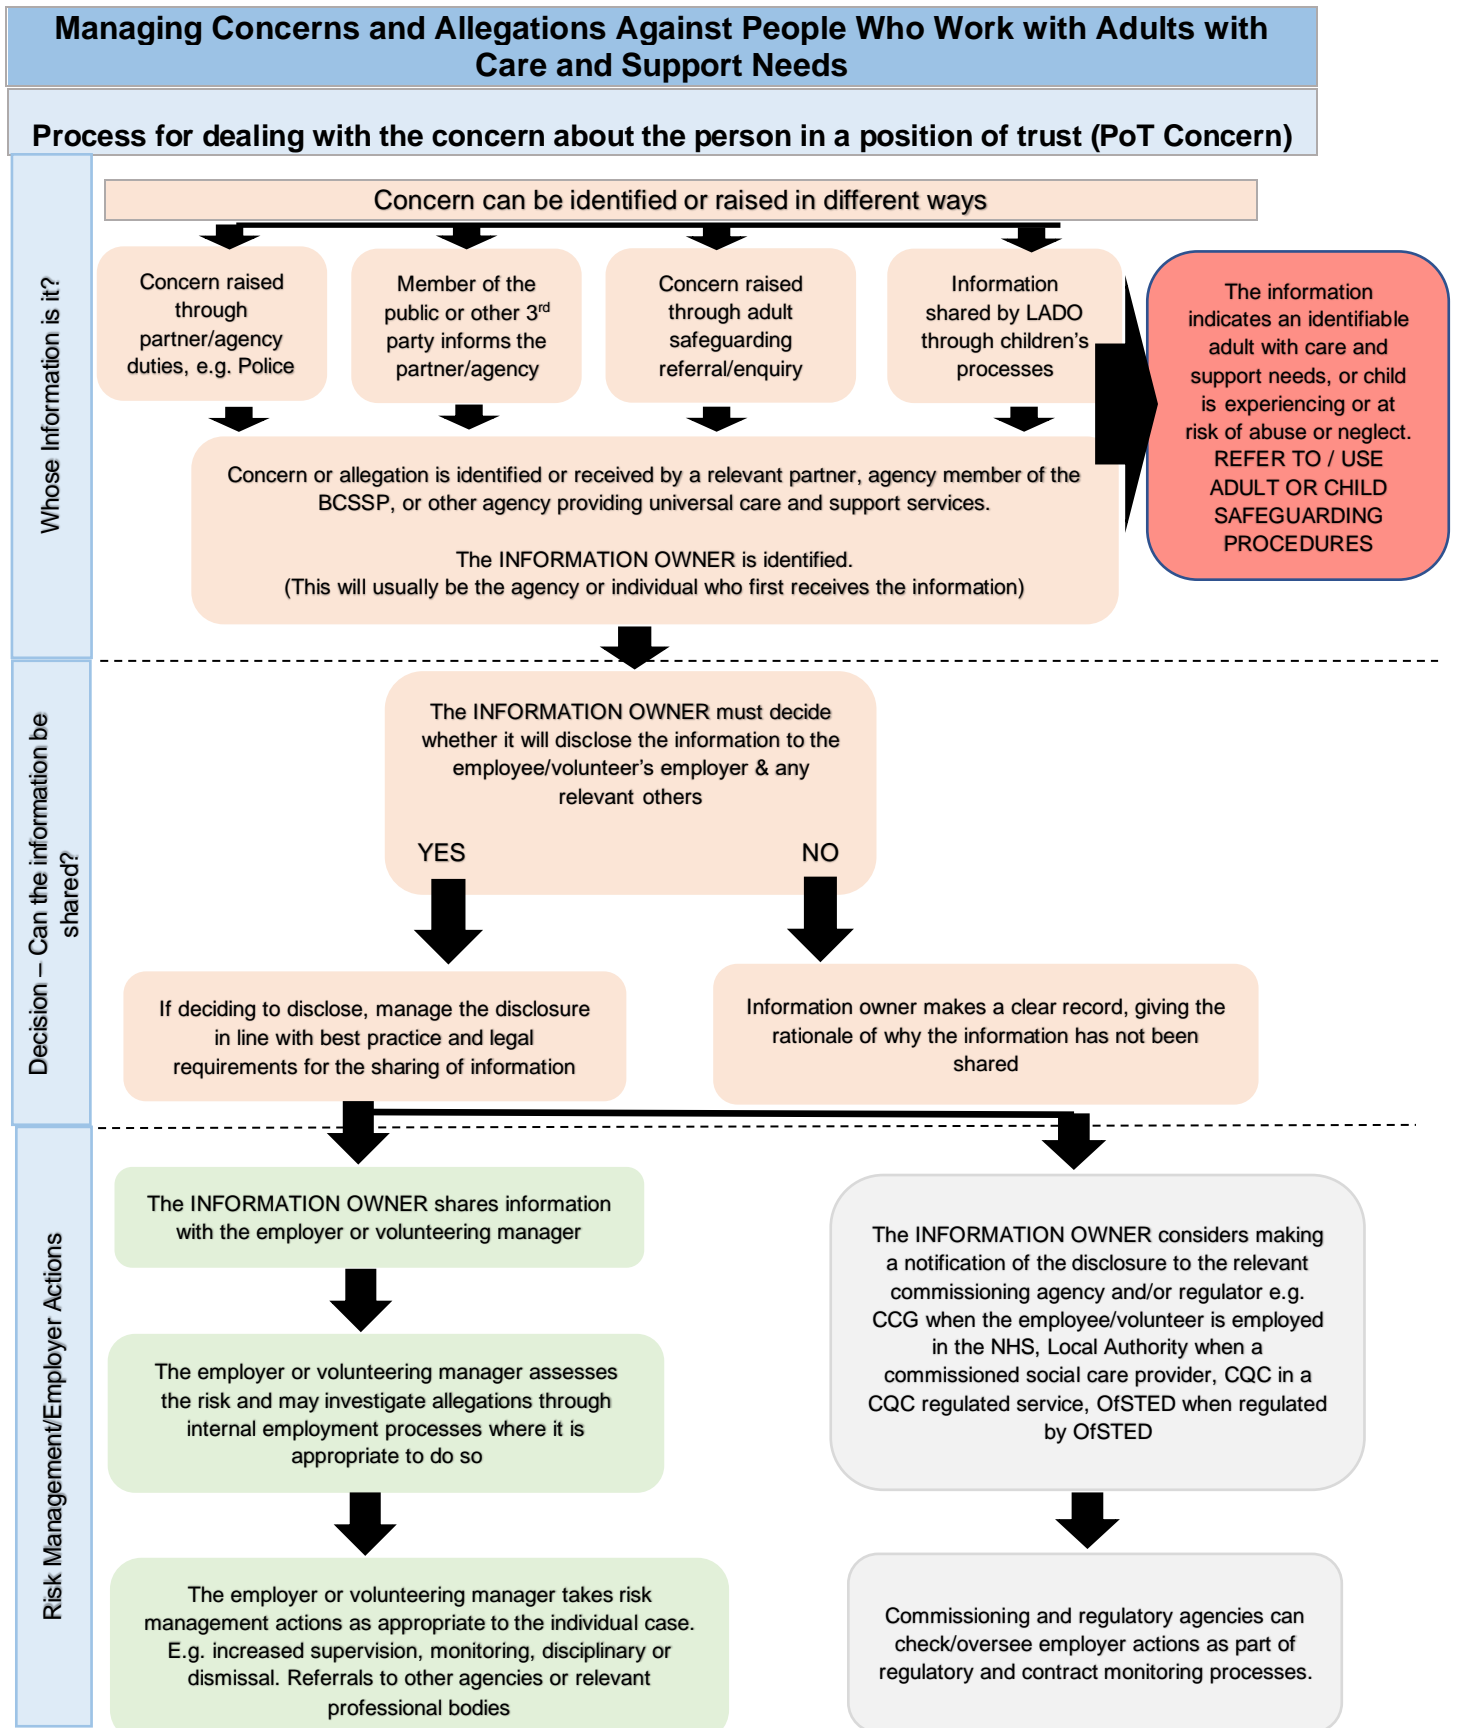 Managing Concerns and Allegations Against People Who Work with Adults with
Care and Support Needs
Process for dealing with the concern about the person in a position of trust (PoT Concern)
Whose Information is it?
Concern can be identified or raised in different ways
Concern raised
through
partner/agency
duties, e.g. Police
Member of the
public or other 3rd
party informs the
partner/agency
Concern raised
through adult
safeguarding
referral/enquiry
Information
shared by LADO
through children's
processes
The information
indicates an identifiable
adult with care and
support needs, or child
is experiencing or at
risk of abuse or neglect.
REFER TO / USE
ADULT OR CHILD
SAFEGUARDING
PROCEDURES
Concern or allegation is identified or received by a relevant partner, agency member of the
BCSSP, or other agency providing universal care and support services.
The INFORMATION OWNER is identified.
(This will usually be the agency or individual who first receives the information)
Decision – Can the information be
shared?
The INFORMATION OWNER must decide
whether it will disclose the information to the
employee/volunteer's employer & any
relevant others
YES
NO
If deciding to disclose, manage the disclosure
in line with best practice and legal
requirements for the sharing of information
Information owner makes a clear record, giving the
rationale of why the information has not been
shared
Risk Management/Employer Actions
The INFORMATION OWNER shares information
with the employer or volunteering manager
The employer or volunteering manager assesses
the risk and may investigate allegations through
internal employment processes where it is
appropriate to do so
The employer or volunteering manager takes risk
management actions as appropriate to the individual case.
E.g. increased supervision, monitoring, disciplinary or
dismissal. Referrals to other agencies or relevant
professional bodies
The INFORMATION OWNER considers making
a notification of the disclosure to the relevant
commissioning agency and/or regulator e.g.
CCG when the employee/volunteer is employed
in the NHS, Local Authority when a
commissioned social care provider, CQC in a
CQC regulated service, OfSTED when regulated
by OfSTED
Commissioning and regulatory agencies can
check/oversee employer actions as part of
regulatory and contract monitoring processes.